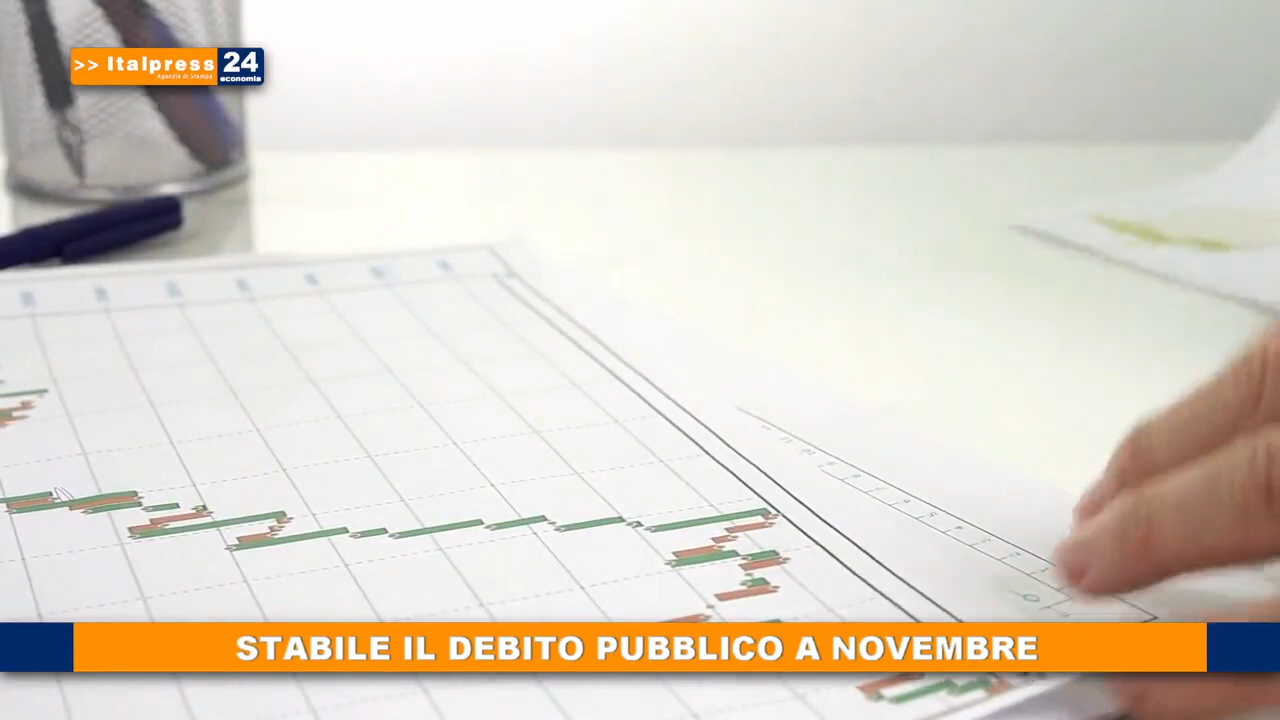 >> Italpress 24
Agenzia di Stampa economia
STABILE IL DEBITO PUBBLICO A NOVEMBRE